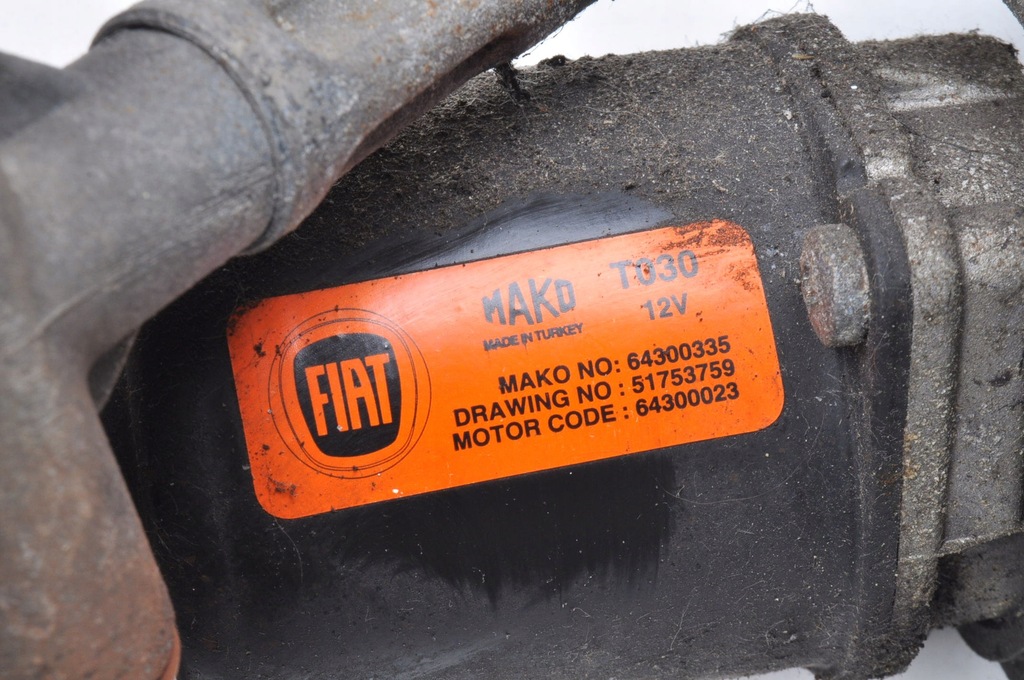 FIAT
MAKO
MADE IN TURKEY
T030
12V
MAKO NO: 64300335
DRAWING NO : 51753759
MOTOR CODE : 64300023